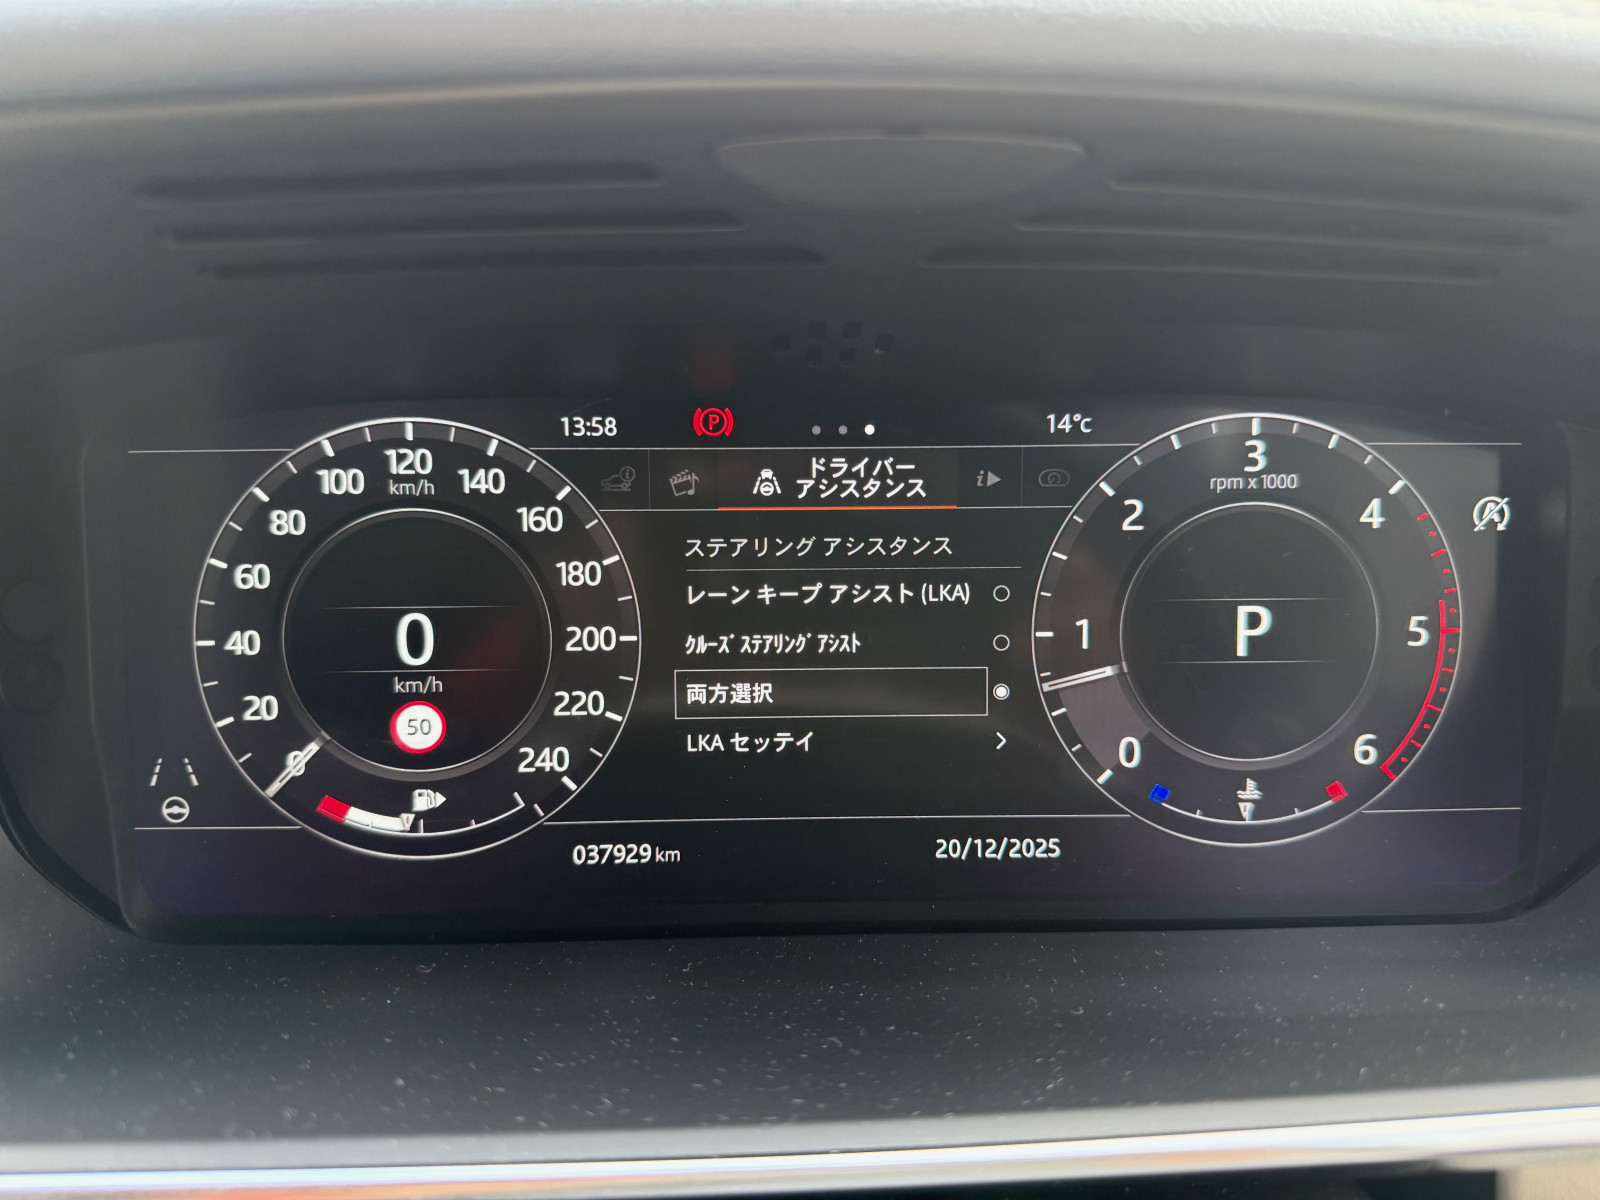 13:58
14°c
ドライバー
アシスタンス
ステアリング アシスタンス
レーン キープ アシスト (LKA)
ｸﾙｰｽﾞ ｽﾃｱﾘﾝｸﾞ ｱｼｽﾄ
両方選択
LKA セッテイ
0
20
40
60
80
100
120
km/h
140
160
180
200
220
240
0
km/h
50
0
1
2
3
rpm x 1000
4
5
6
P
037929 km
20/12/2025